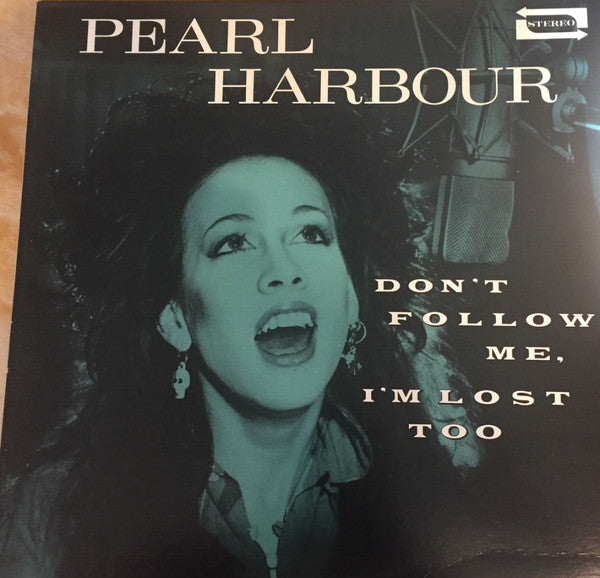 PEARL
HARBOUR
STEREO
DON'T
FOLLOW
ME,
I'M LOST
TOO